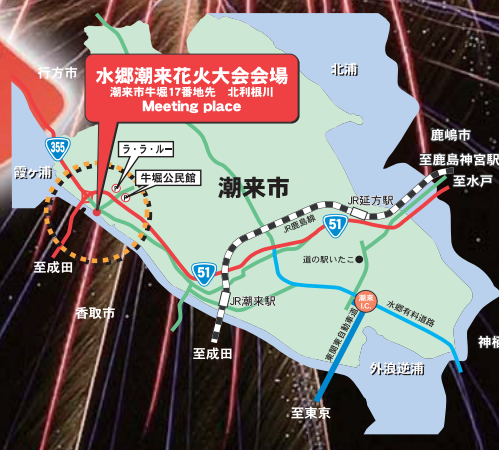 北浦
行方市
水郷潮来花火大会会場
潮来市牛堀17番地先 北利根川
Meeting place
鹿嶋市
355
ラ・ラ・ルー
至鹿島神宮駅
霞ヶ浦
牛堀公民館
至水戸
潮来市
JR延方駅
JR鹿島線
51
道の駅いたこ
至成田
51
潮来
I.C.
JR潮来駅
水郷有料道路
香取市
東関東自動車道
神栖
至成田
外浪逆浦
至東京